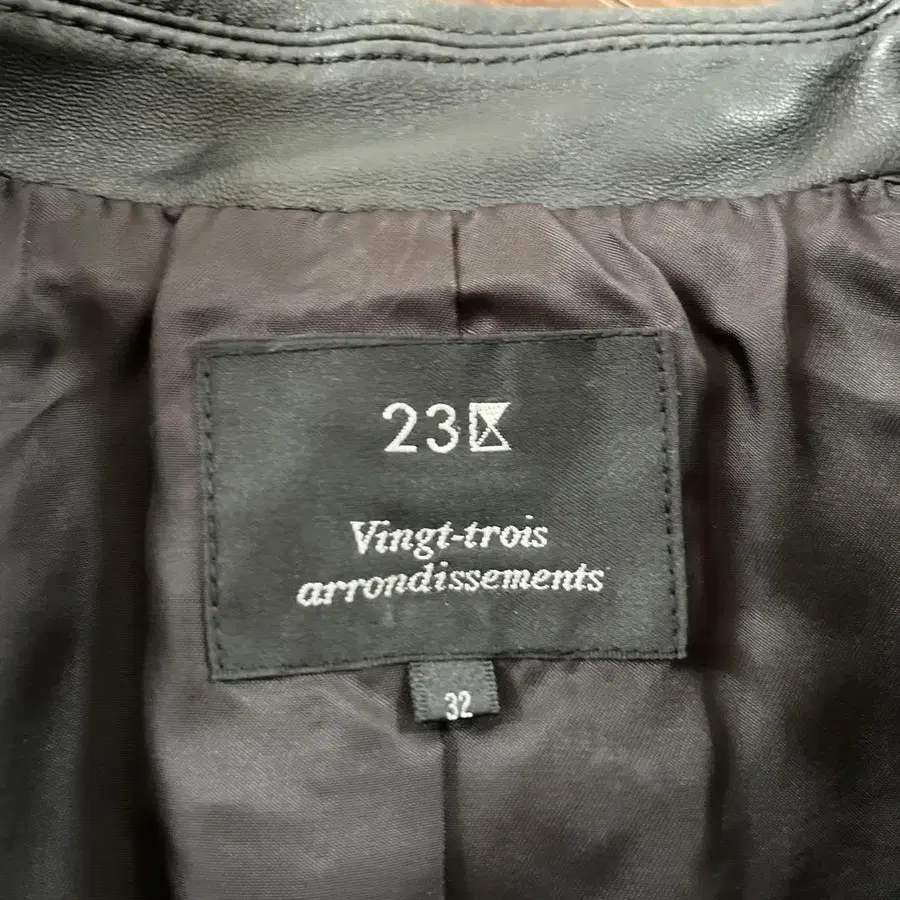 23区
Vingt-trois
arrondissements
32